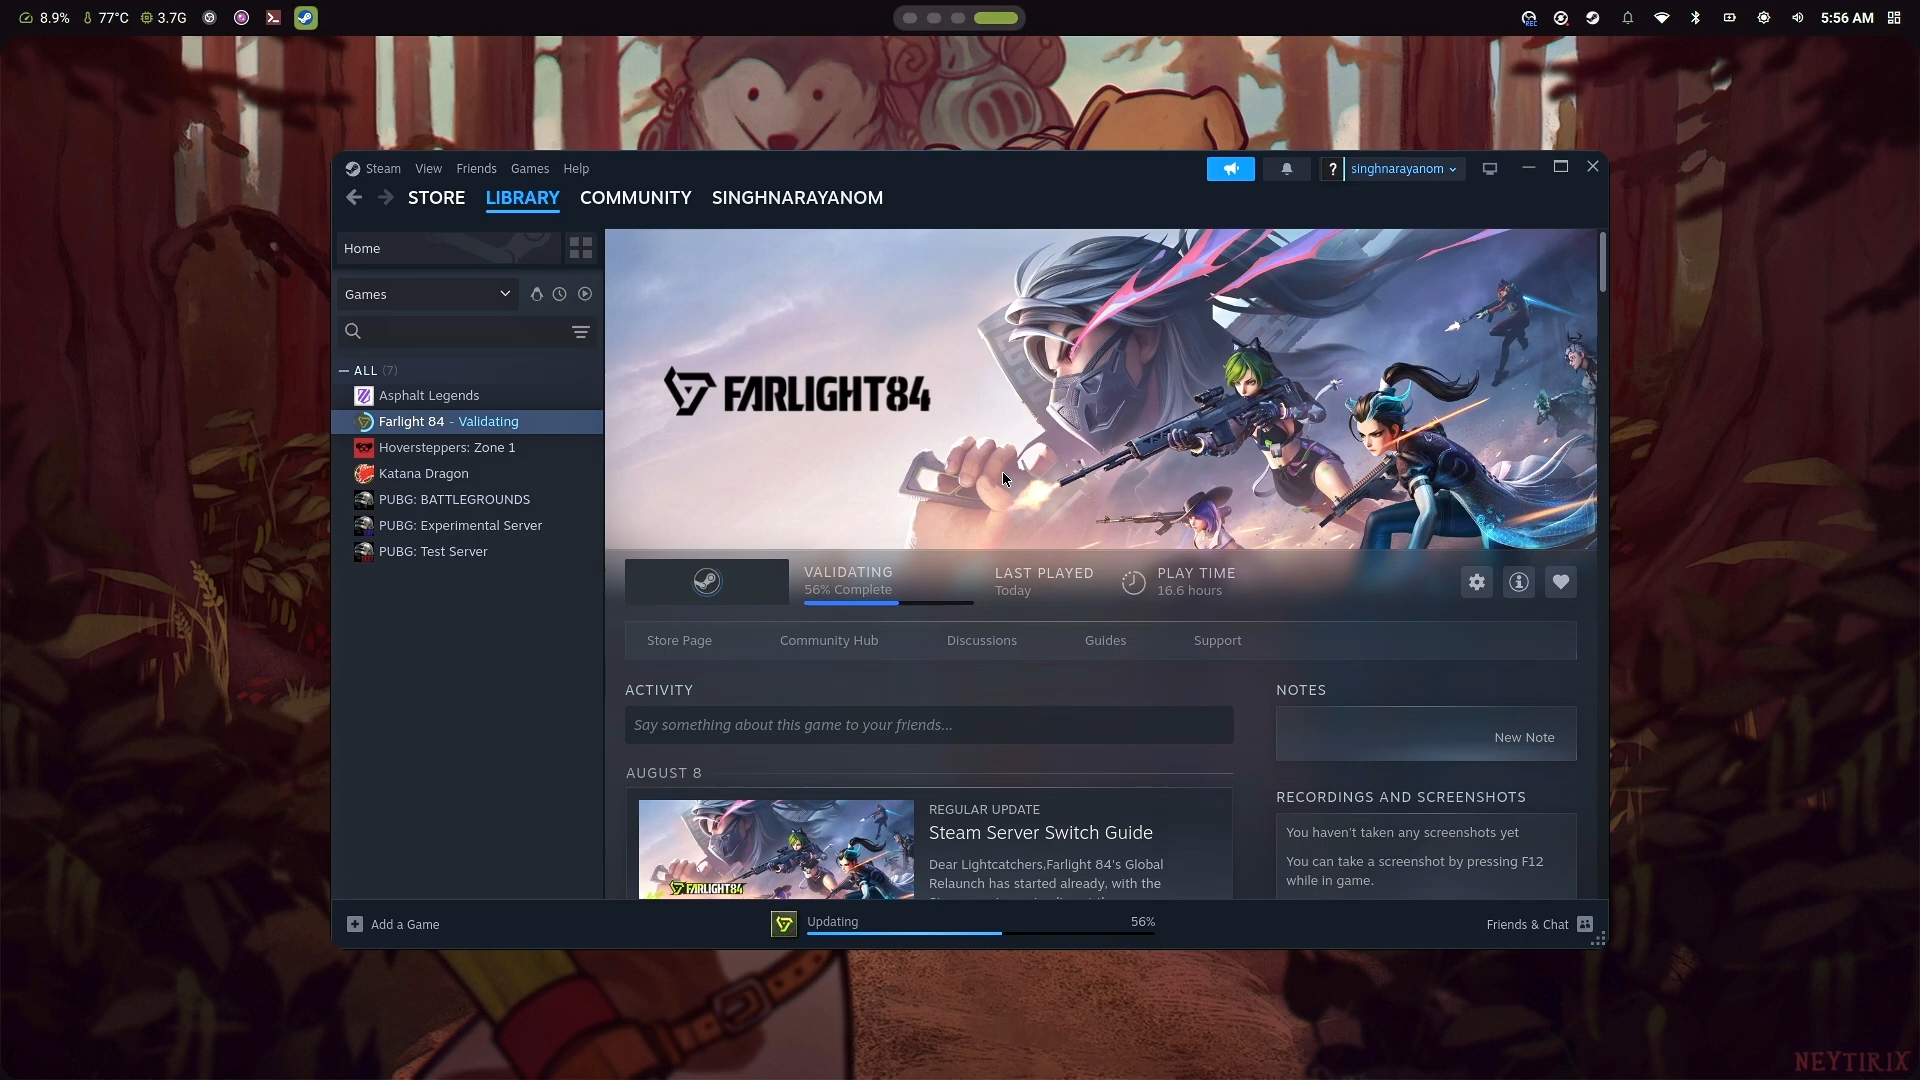 8.9% 77°C 3.7G
5:56 AM
Steam View Friends Games Help
? singhnarayanom
STORE LIBRARY COMMUNITY SINGHNARAYANOM
Home
Games
ALL (7)
Asphalt Legends
Farlight 84 - Validating
Hoversteppers: Zone 1
Katana Dragon
PUBG: BATTLEGROUNDS
PUBG: Experimental Server
PUBG: Test Server
FARLIGHT84
VALIDATING
56% Complete
LAST PLAYED
Today
PLAY TIME
16.6 hours
Store Page Community Hub Discussions Guides Support
ACTIVITY
Say something about this game to your friends...
AUGUST 8
FARLIGHT84
REGULAR UPDATE
Steam Server Switch Guide
Dear Lightcatchers,Farlight 84's Global
Relaunch has started already, with the
NOTES
New Note
RECORDINGS AND SCREENSHOTS
You haven't taken any screenshots yet
You can take a screenshot by pressing F12
while in game.
Add a Game
Updating 56%
Friends & Chat
NEYTIRIX